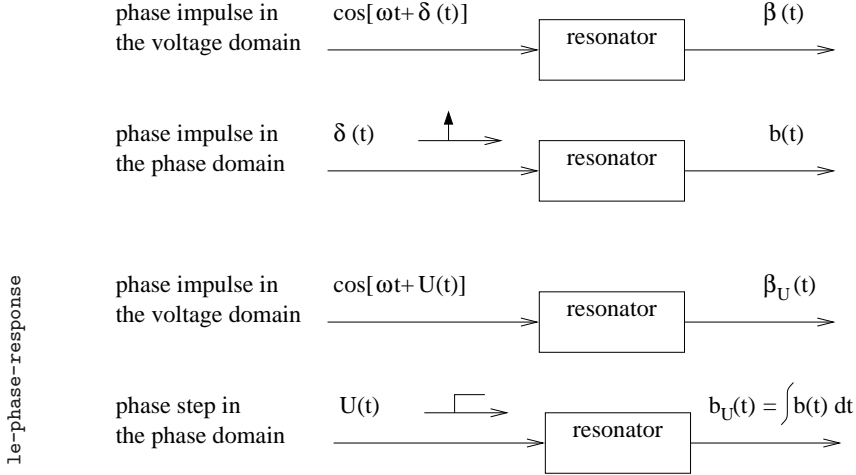 phase impulse in
the voltage domain
cos[ωt+ δ (t)]
resonator
β (t)
phase impulse in
the phase domain
δ (t)
resonator
b(t)
phase impulse in
the voltage domain
cos[ωt+ U(t)]
resonator
β_U (t)
phase step in
the phase domain
U(t)
resonator
b_U(t) = ∫b(t) dt
le-phase-response